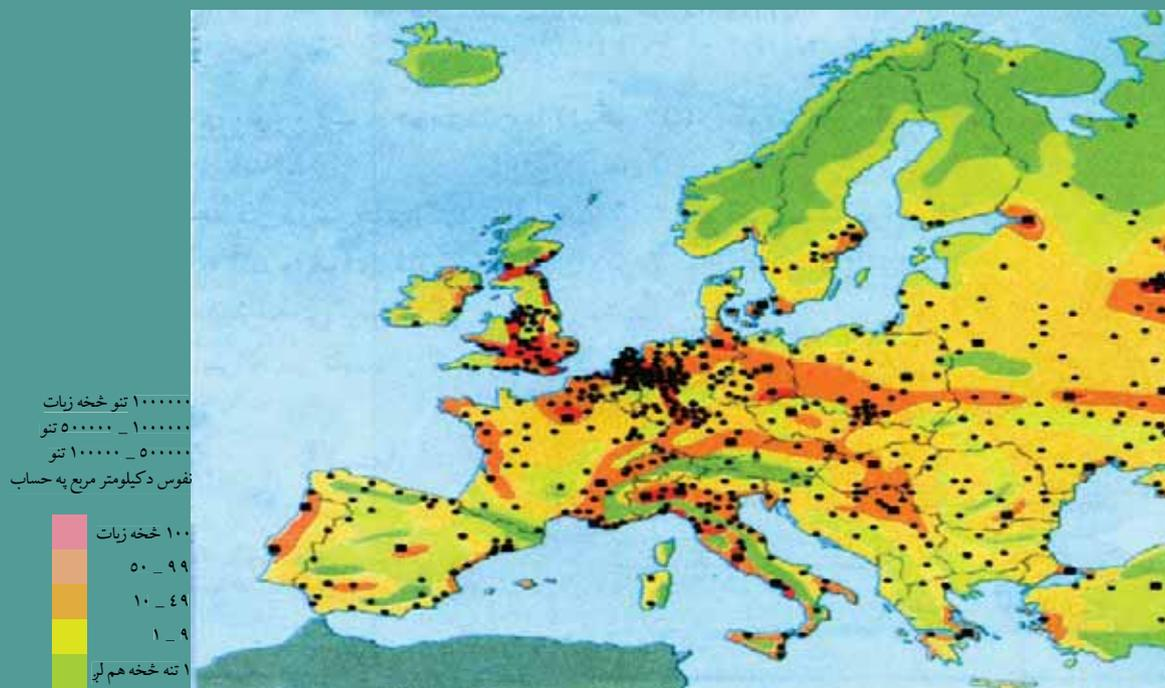 ۱۰۰۰۰۰۰ تنو څخه زیات
۱۰۰۰۰۰۰ _ ۵۰۰۰۰۰ تنو
۵۰۰۰۰۰ _ ۱۰۰۰۰۰ تنو
نفوس دکیلومتر مربع په حساب
۱۰۰ څخه زیات
۵۰ _ ۹۹
۱۰ _ ٤۹
۱ _ ۹
۱ تنه څخه هم لږ